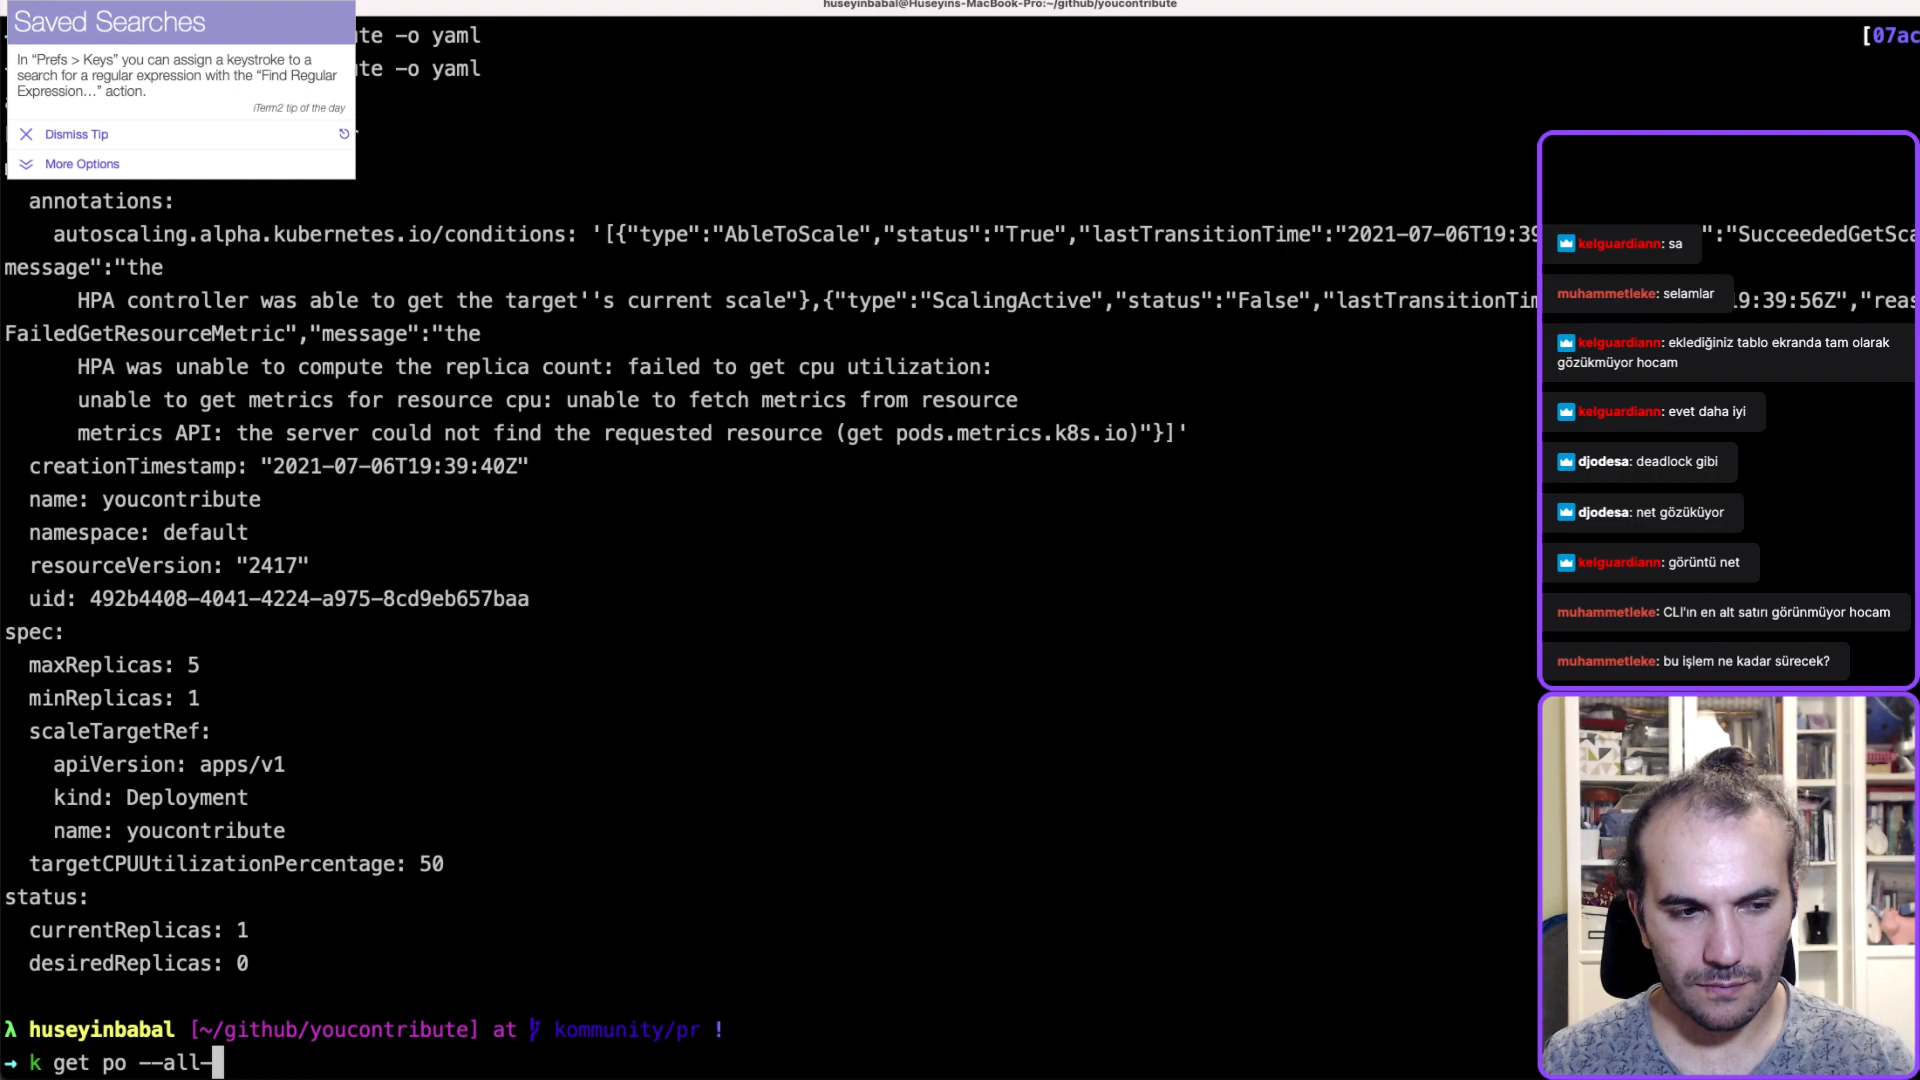 huseyinbabal@Huseyins-MacBook-Pro:~/github/youcontribute
Saved Searches
In “Prefs > Keys” you can assign a keystroke to a
search for a regular expression with the “Find Regular
Expression...” action.
iTerm2 tip of the day
Dismiss Tip
More Options
te -o yaml
[07ac
te -o yaml
annotations:
autoscaling.alpha.kubernetes.io/conditions: '[{"type":"AbleToScale","status":"True","lastTransitionTime":"2021-07-06T19:39
":"SucceededGetSca
message":"the
HPA controller was able to get the target''s current scale"},{"type":"ScalingActive","status":"False","lastTransitionTim
19:39:56Z","reas
FailedGetResourceMetric","message":"the
HPA was unable to compute the replica count: failed to get cpu utilization:
unable to get metrics for resource cpu: unable to fetch metrics from resource
metrics API: the server could not find the requested resource (get pods.metrics.k8s.io)"}]'
creationTimestamp: "2021-07-06T19:39:40Z"
name: youcontribute
namespace: default
resourceVersion: "2417"
uid: 492b4408-4041-4224-a975-8cd9eb657baa
spec:
maxReplicas: 5
minReplicas: 1
scaleTargetRef:
apiVersion: apps/v1
kind: Deployment
name: youcontribute
targetCPUUtilizationPercentage: 50
status:
currentReplicas: 1
desiredReplicas: 0
λ huseyinbabal [~/github/youcontribute] at kommunity/pr !
→ k get po --all-
kelguardiann: sa
muhammetleke: selamlar
kelguardiann: eklediğiniz tablo ekranda tam olarak
gözükmüyor hocam
kelguardiann: evet daha iyi
djodesa: deadlock gibi
djodesa: net gözüküyor
kelguardiann: görüntü net
muhammetleke: CLI'ın en alt satırı görünmüyor hocam
muhammetleke: bu işlem ne kadar sürecek?